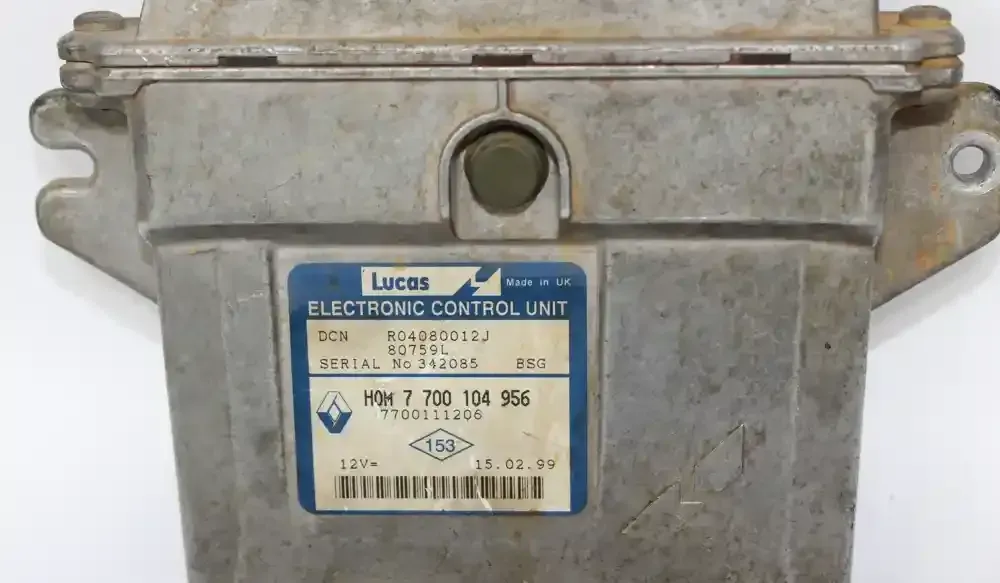 Lucas Made in UK
ELECTRONIC CONTROL UNIT
DCN R04080012J
80759L
SERIAL No 342085 BSG
HOM 7 700 104 956
7700111206
153
12V= 15.02.99